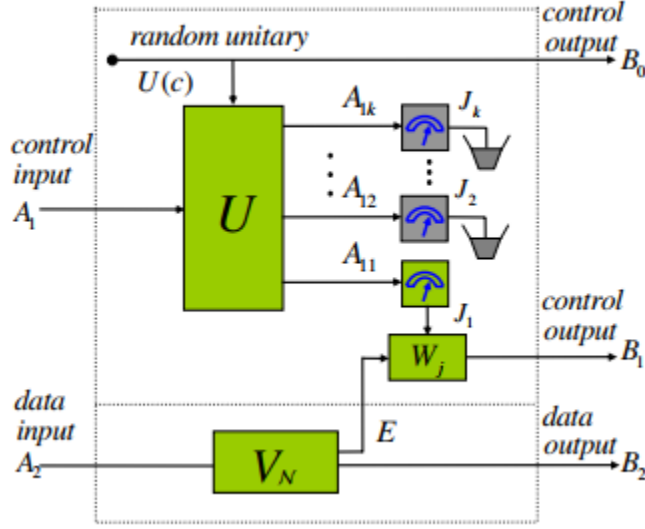 control
output
random unitary
B₀
U(c)
A₁ₖ
Jₖ
control
input
A₁
U
A₁₂
J₂
A₁₁
J₁
control
output
Wⱼ
B₁
data
input
E
data
output
A₂
V_N
B₂